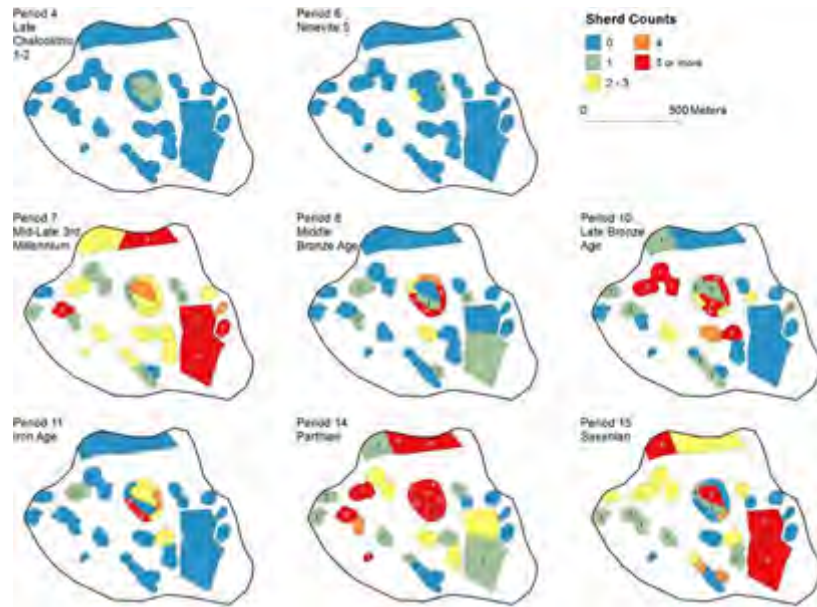 Period 4
Late
Chalcolithic
1-2
Period 6
Ninevite 5
Sherd Counts
0
4
1
5 or more
2 - 3
0 500 Meters
Period 7
Mid-Late 3rd
Millennium
Period 8
Middle
Bronze Age
Period 10
Late Bronze
Age
Period 11
Iron Age
Period 14
Parthian
Period 15
Sasanian